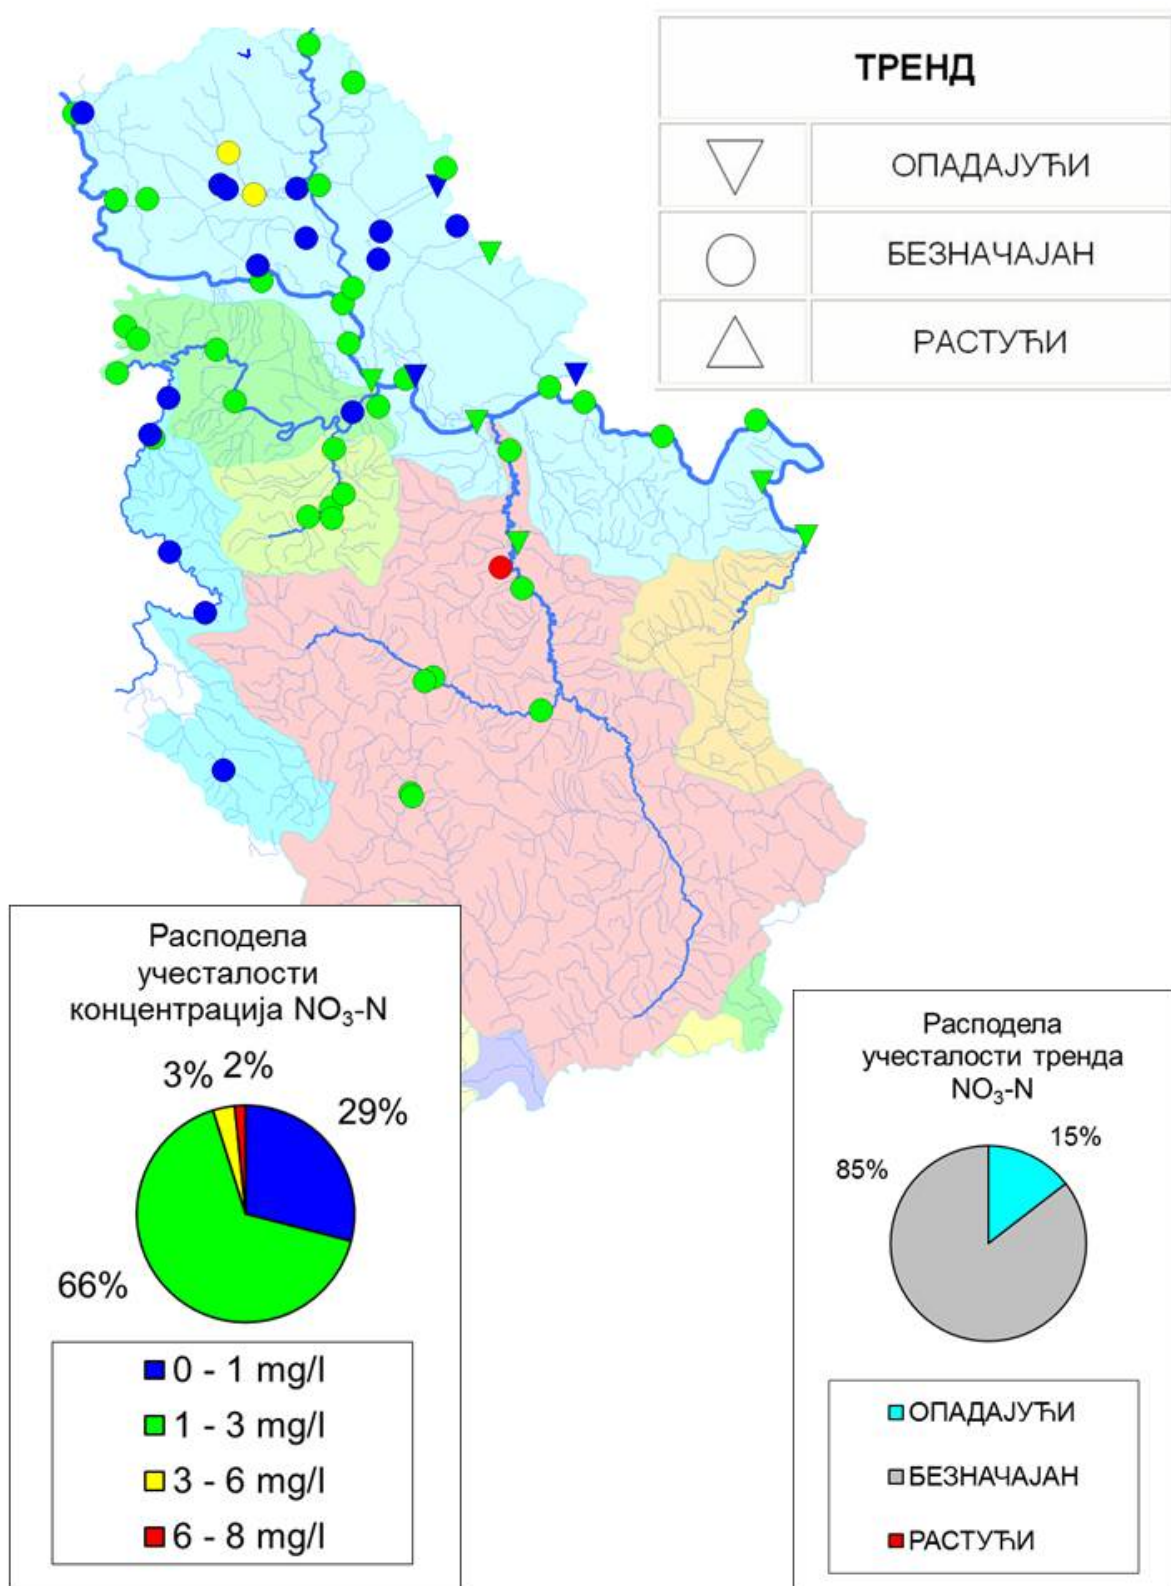 ТРЕНД
ОПАДАЈУЋИ
БЕЗНАЧАЈАН
РАСТУЋИ
Расподела
учесталости
концентрација NO₃-N
3%
2%
29%
66%
0 - 1 mg/l
1 - 3 mg/l
3 - 6 mg/l
6 - 8 mg/l
Расподела
учесталости тренда
NO₃-N
15%
85%
ОПАДАЈУЋИ
БЕЗНАЧАЈАН
РАСТУЋИ